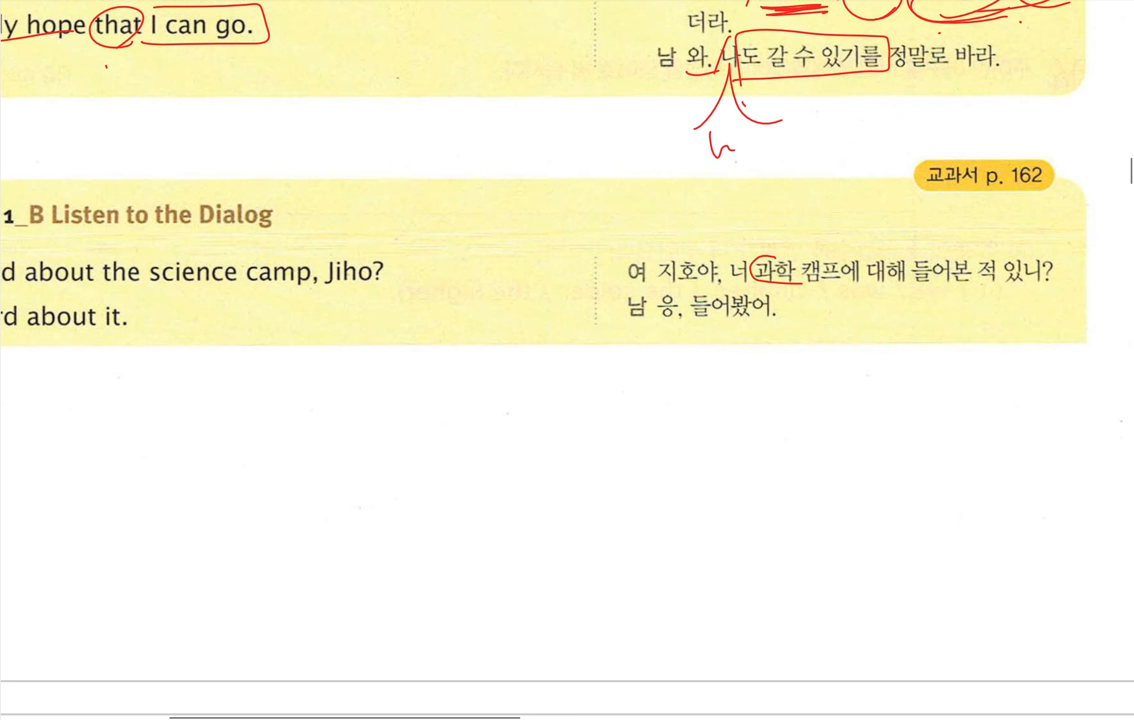 hope that I can go.
더라.
남 와. 나도 갈 수 있기를 정말로 바라.
교과서 p. 162
1_B Listen to the Dialog
about the science camp, Jiho?
여 지호야, 너 과학 캠프에 대해 들어본 적 있니?
about it.
남 응, 들어봤어.